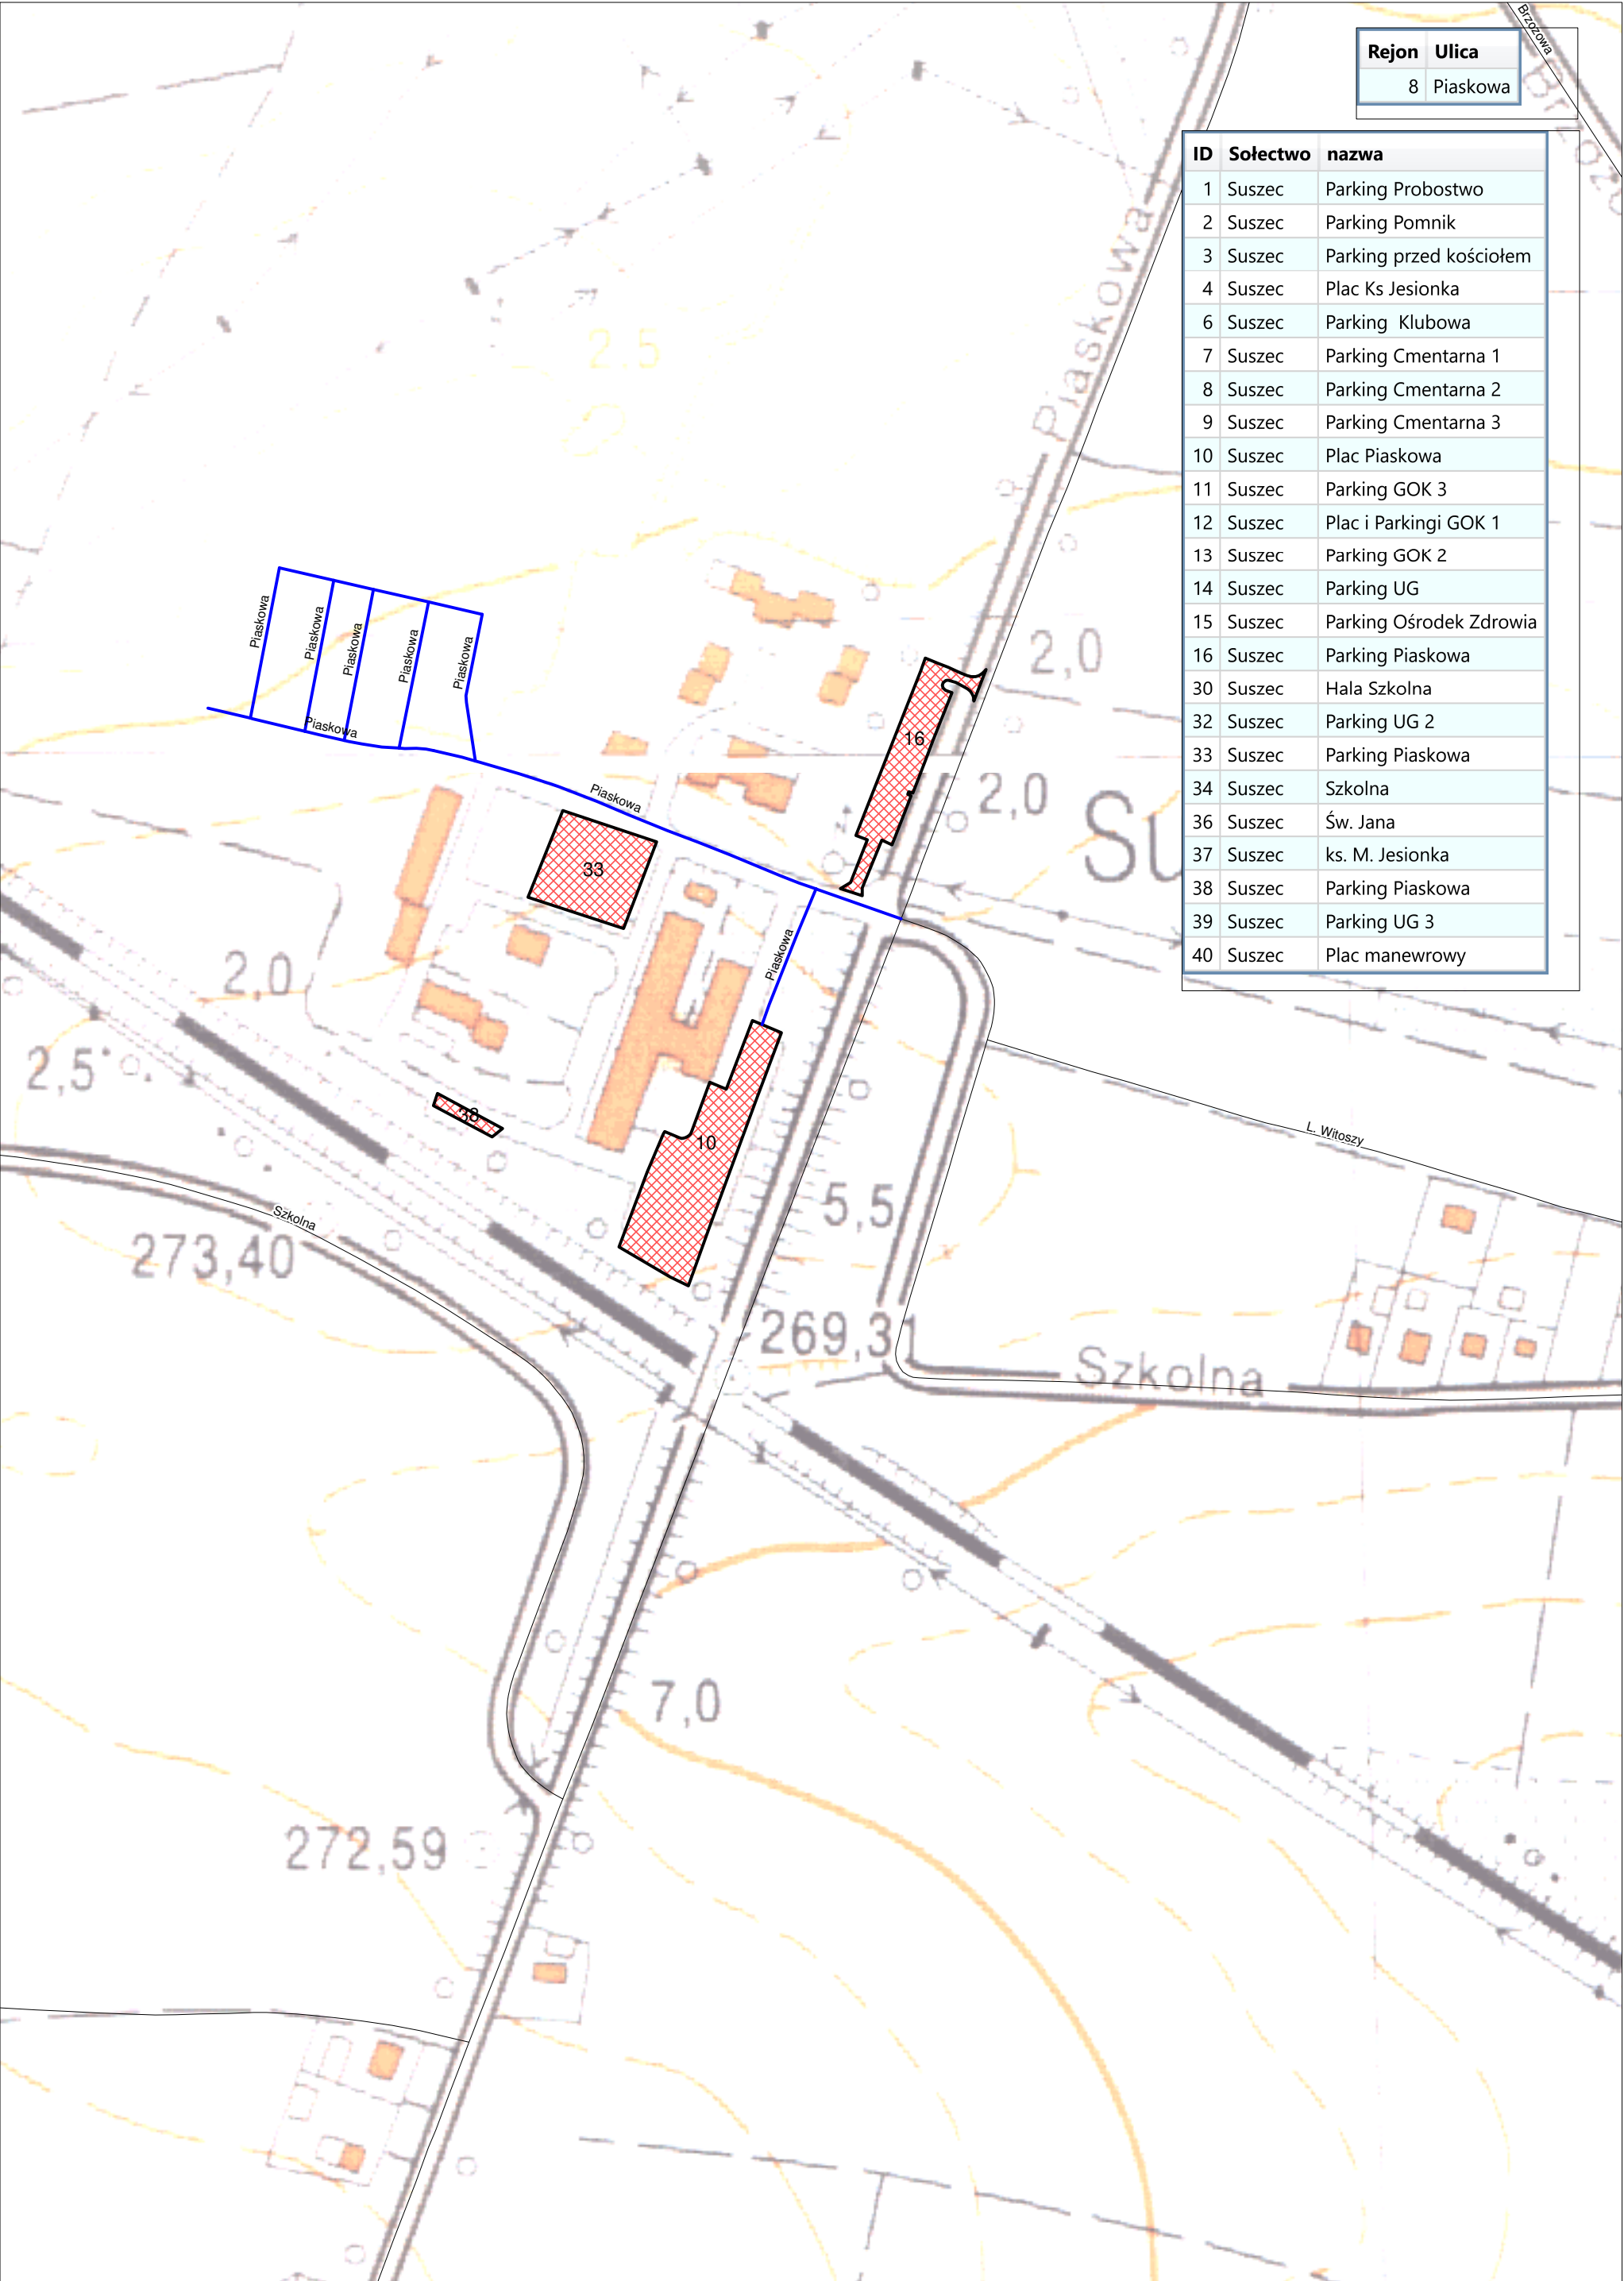 Brzozowa
Rejon Ulica
8 Piaskowa
Brzozo
ID Sołectwo nazwa
1 Suszec Parking Probostwo
2 Suszec Parking Pomnik
3 Suszec Parking przed kościołem
4 Suszec Plac Ks Jesionka
6 Suszec Parking  Klubowa
7 Suszec Parking Cmentarna 1
8 Suszec Parking Cmentarna 2
9 Suszec Parking Cmentarna 3
10 Suszec Plac Piaskowa
11 Suszec Parking GOK 3
12 Suszec Plac i Parkingi GOK 1
13 Suszec Parking GOK 2
14 Suszec Parking UG
15 Suszec Parking Ośrodek Zdrowia
16 Suszec Parking Piaskowa
30 Suszec Hala Szkolna
32 Suszec Parking UG 2
33 Suszec Parking Piaskowa
34 Suszec Szkolna
36 Suszec Św. Jana
37 Suszec ks. M. Jesionka
38 Suszec Parking Piaskowa
39 Suszec Parking UG 3
40 Suszec Plac manewrowy
Piaskowa
2.5
Piaskowa
Piaskowa
Piaskowa
Piaskowa
Piaskowa
2,0
Piaskowa
16
Piaskowa
2,0
Su
33
Piaskowa
2,0
2,5
38
10
L. Witoszy
5,5
Szkolna
273,40
269,31
Szkolna
7,0
272,59